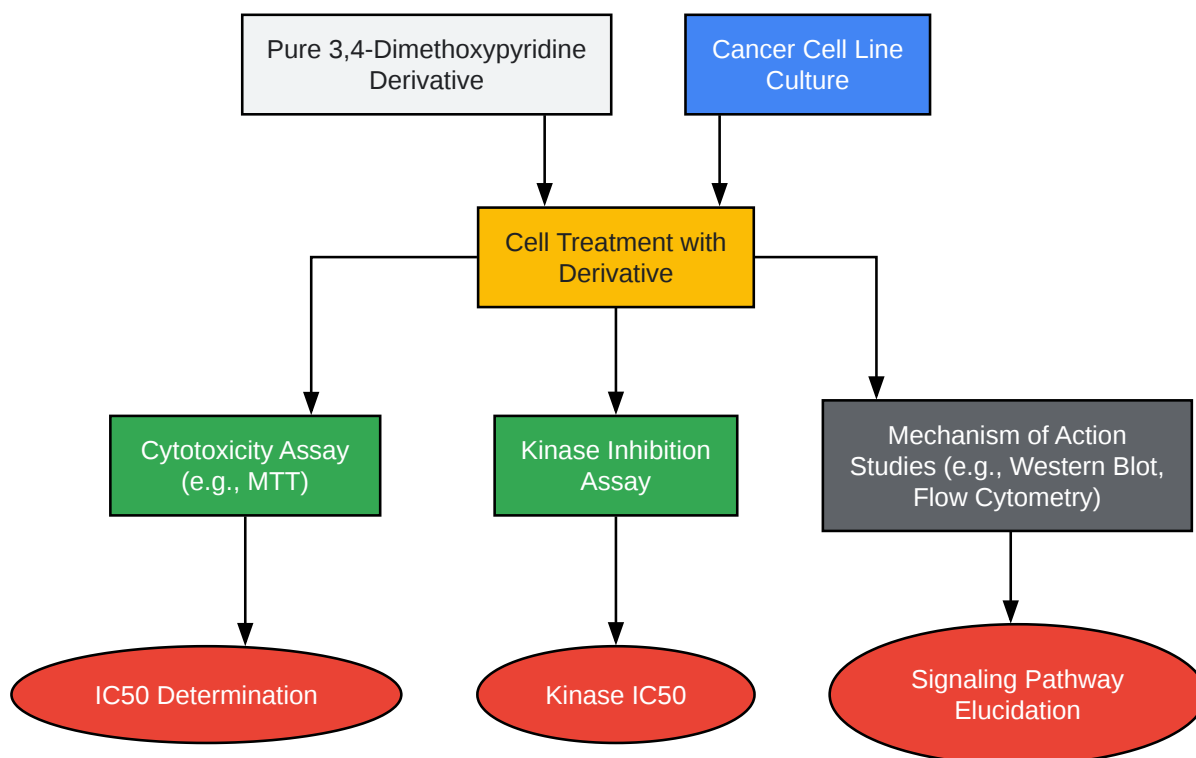 Pure 3,4-Dimethoxypyridine
Derivative
Cancer Cell Line
Culture
Cell Treatment with
Derivative
Cytotoxicity Assay
(e.g., MTT)
Kinase Inhibition
Assay
Mechanism of Action
Studies (e.g., Western Blot,
Flow Cytometry)
IC50 Determination
Kinase IC50
Signaling Pathway
Elucidation